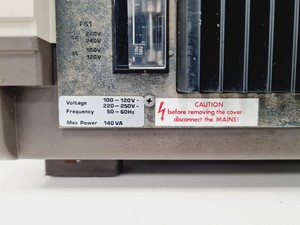 FS1
220V
240V
100V
120V
Voltage 100-120V~
220-250V~
Frequency 50-60Hz
Max Power 140 VA
CAUTION
before removing the cover
disconnect the MAINS!